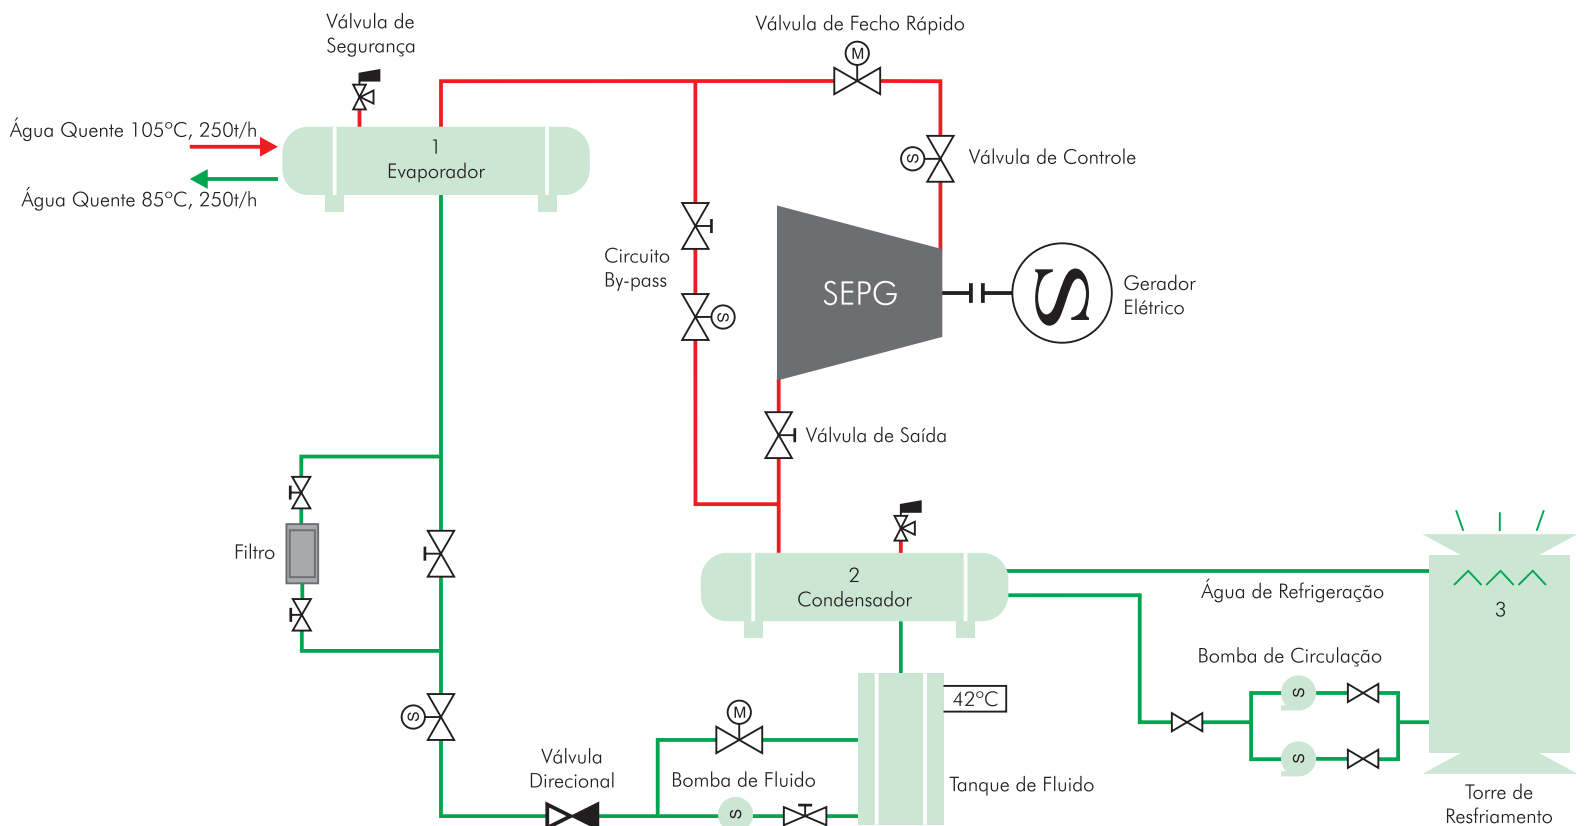 Válvula de
Segurança
Válvula de Fecho Rápido
M
Água Quente 105°C, 250t/h
1
Evaporador
Água Quente 85°C, 250t/h
S
Válvula de Controle
Circuito
By-pass
S
SEPG
S
Gerador
Elétrico
Válvula de Saída
Filtro
2
Condensador
Água de Refrigeração
3
Bomba de Circulação
S
S
42°C
S
M
Válvula
Direcional
Bomba de Fluido
S
Tanque de Fluido
Torre de
Resfriamento